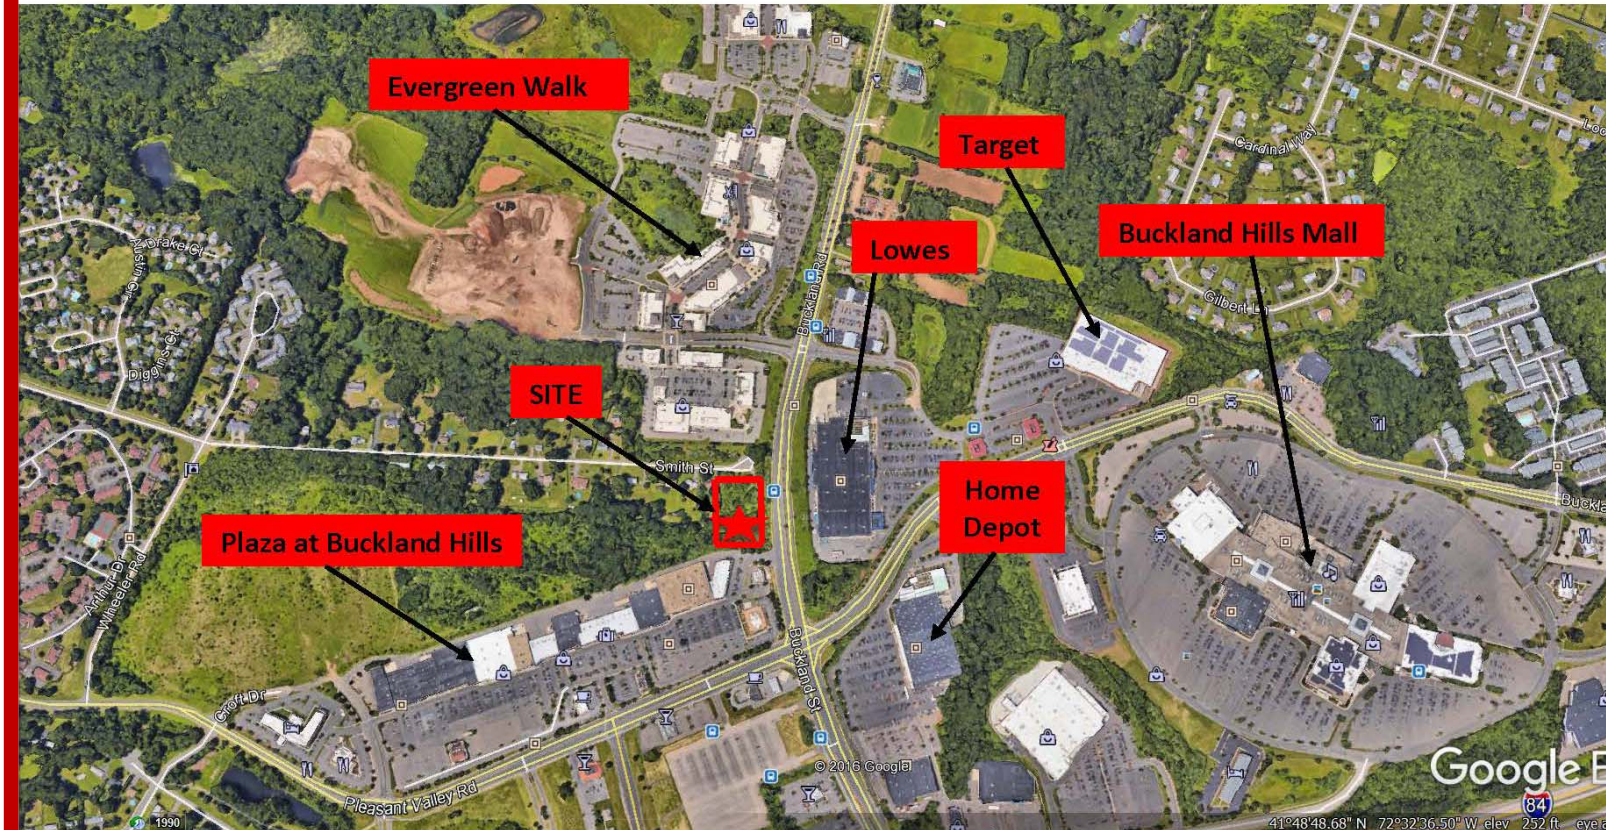 Evergreen Walk
Target
Cardinal Way
Buckland Hills Mall
Lowes
N Drake Ct
Austin Cir
Buckland Rd
Gilbert Ln
Diggins Ct
SITE
Smith St
Home
Depot
Plaza at Buckland Hills
Arthur Dr
Wheeler Rd
Buckland St
Croft Dr
© 2016 Google
Pleasant Valley Rd
Google
84
1990
41°48'48.68" N 72°32'36.50" W elev 252 ft eye a